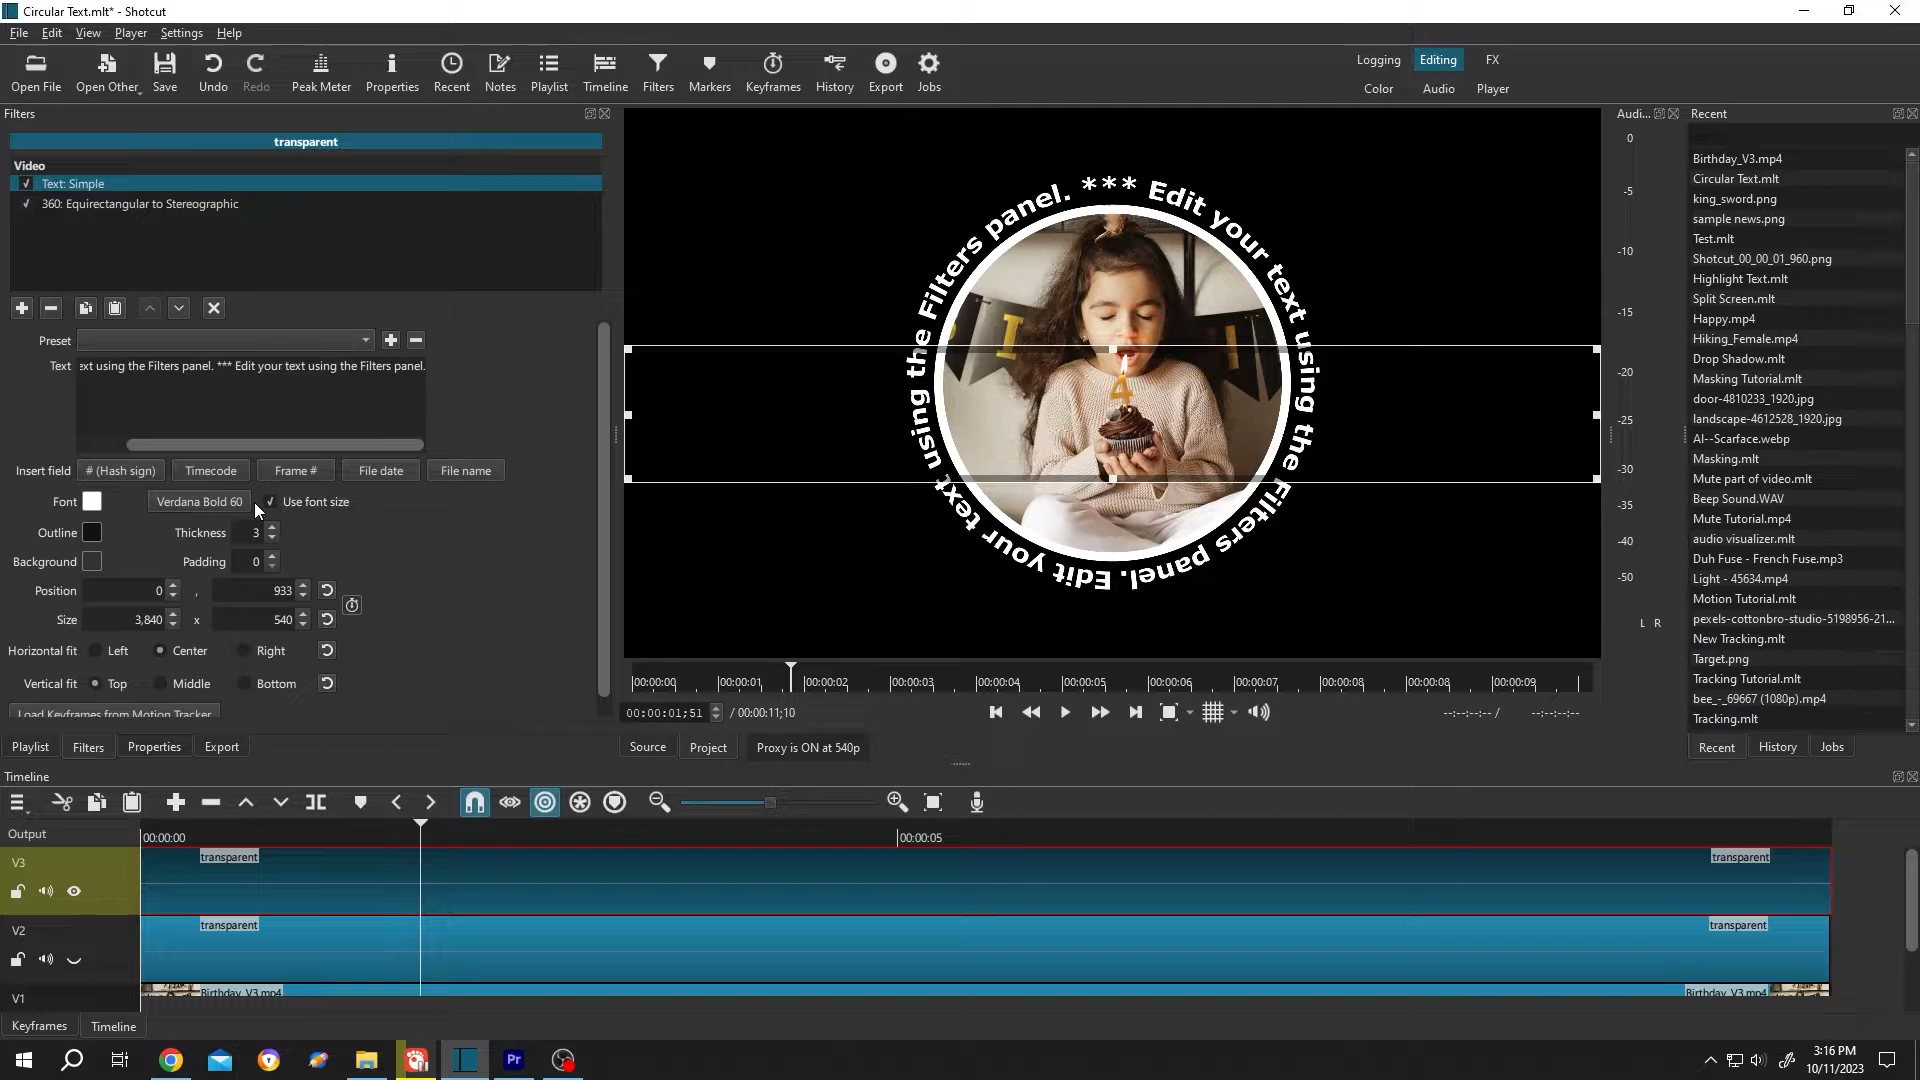 Circular Text.mlt* - Shotcut
File Edit View Player Settings Help
Open File Open Other Save Undo Redo Peak Meter Properties Recent Notes Playlist Timeline Filters Markers Keyframes History Export Jobs
Logging Editing FX
Color Audio Player
Filters
transparent
Video
Text: Simple
360: Equirectangular to Stereographic
Preset
Text ext using the Filters panel. *** Edit your text using the Filters panel.
Insert field # (Hash sign) Timecode Frame # File date File name
Font Verdana Bold 60 Use font size
Outline Thickness 3
Background Padding 0
Position 0 , 933
Size 3,840 x 540
Horizontal fit Left Center Right
Vertical fit Top Middle Bottom
Load Keyframes from Motion Tracker
Playlist Filters Properties Export
*** Edit your text using the Filters panel. Edit your text using the Filters panel.
4
00:00:00 00:00:01 00:00:02 00:00:03 00:00:04 00:00:05 00:00:06 00:00:07 00:00:08 00:00:08 00:00:09
00:00:01;51 / 00:00:11;10
--:--:--:-- / --:--:--:--
Source Project Proxy is ON at 540p
Audi...
0
-5
-10
-15
-20
-25
-30
-35
-40
-45
-50
L R
Recent
Birthday_V3.mp4
Circular Text.mlt
king_sword.png
sample news.png
Test.mlt
Shotcut_00_00_01_960.png
Highlight Text.mlt
Split Screen.mlt
Happy.mp4
Hiking_Female.mp4
Drop Shadow.mlt
Masking Tutorial.mlt
door-4810233_1920.jpg
landscape-4612528_1920.jpg
AI--Scarface.webp
Masking.mlt
Mute part of video.mlt
Beep Sound.WAV
Mute Tutorial.mp4
audio visualizer.mlt
Duh Fuse - French Fuse.mp3
Light - 45634.mp4
Motion Tutorial.mlt
pexels-cottonbro-studio-5198956-21...
New Tracking.mlt
Target.png
Tracking Tutorial.mlt
bee_-_69667 (1080p).mp4
Tracking.mlt
Recent History Jobs
Timeline
Output
00:00:00 00:00:05
V3 transparent transparent
V2 transparent transparent
V1 Birthday_V3.mp4 Birthday_V3.mp4
Keyframes Timeline
Pr
3:16 PM
10/11/2023